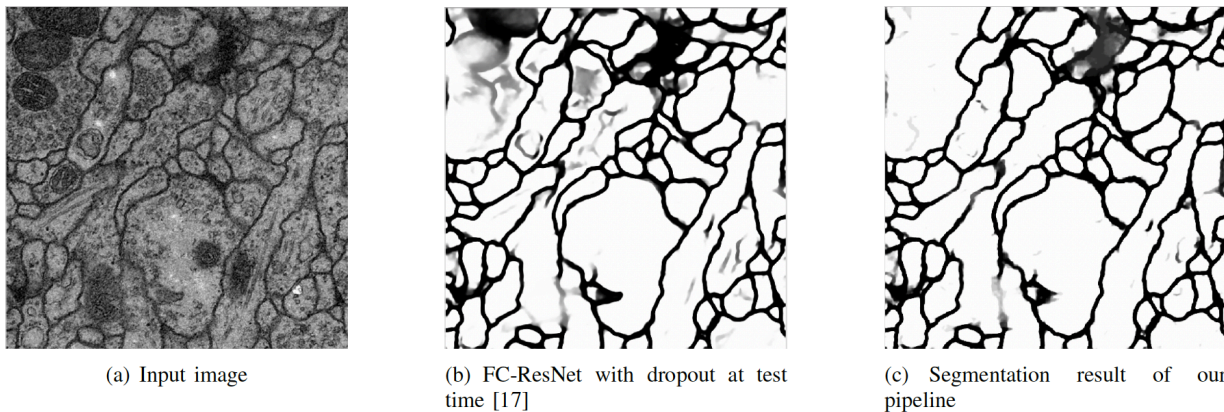 (a) Input image
(b) FC-ResNet with dropout at test
time [17]
(c) Segmentation result of our
pipeline